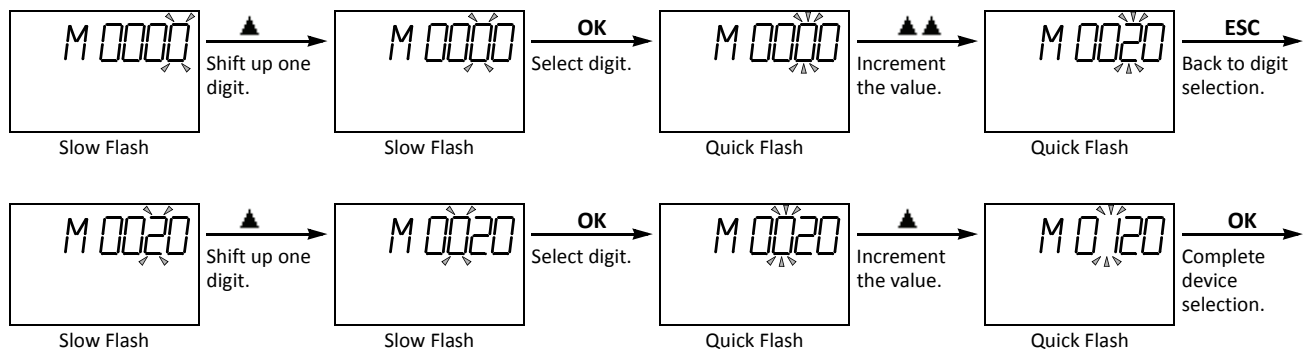 M 0000
Slow Flash
Shift up one
digit.
M 0000
Slow Flash
OK
Select digit.
M 0000
Quick Flash
Increment
the value.
M 0020
Quick Flash
ESC
Back to digit
selection.
M 0020
Slow Flash
Shift up one
digit.
M 0020
Slow Flash
OK
Select digit.
M 0020
Quick Flash
Increment
the value.
M 0120
Quick Flash
OK
Complete
device
selection.